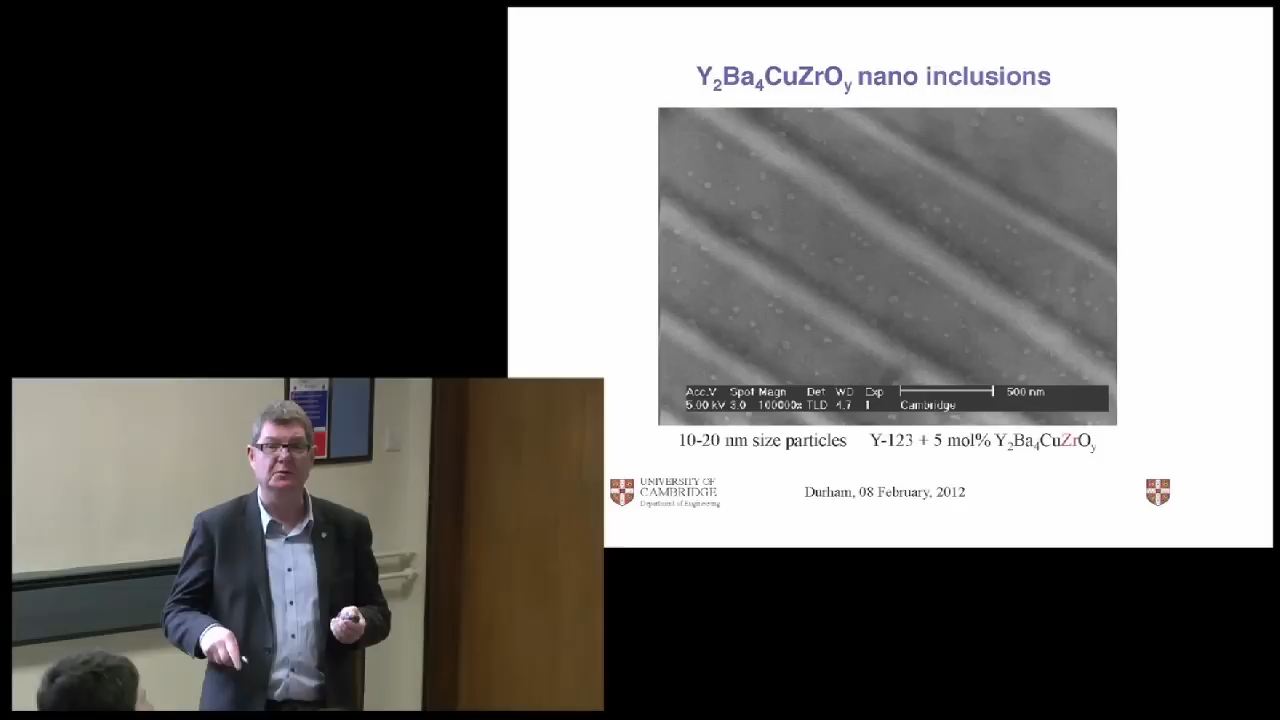 Y₂Ba₄CuZrOᵧ nano inclusions
Acc.V Spot Magn Det WD Exp 500 nm
5.00 kV 3.0 100000x TLD 4.7 1 Cambridge
10-20 nm size particles Y-123 + 5 mol% Y₂Ba₄CuZrOᵧ
UNIVERSITY OF
CAMBRIDGE
Department of Engineering
Durham, 08 February, 2012